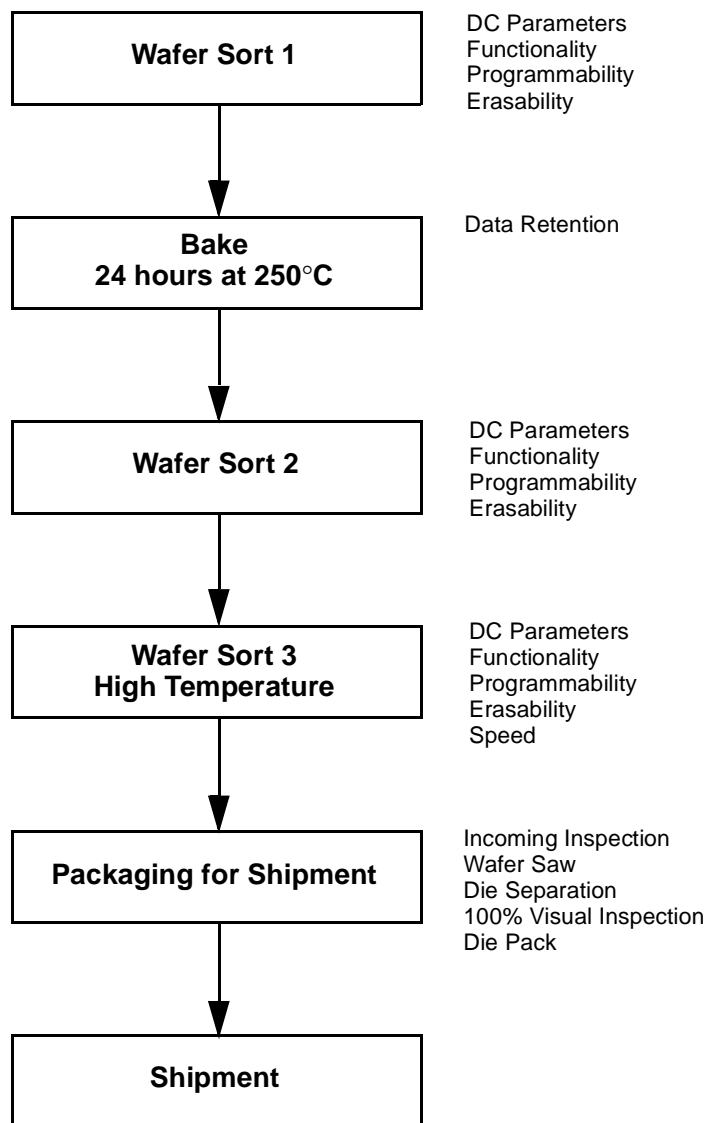 Wafer Sort 1
DC Parameters
Functionality
Programmability
Erasability
Bake
24 hours at 250°C
Data Retention
Wafer Sort 2
DC Parameters
Functionality
Programmability
Erasability
Wafer Sort 3
High Temperature
DC Parameters
Functionality
Programmability
Erasability
Speed
Packaging for Shipment
Incoming Inspection
Wafer Saw
Die Separation
100% Visual Inspection
Die Pack
Shipment